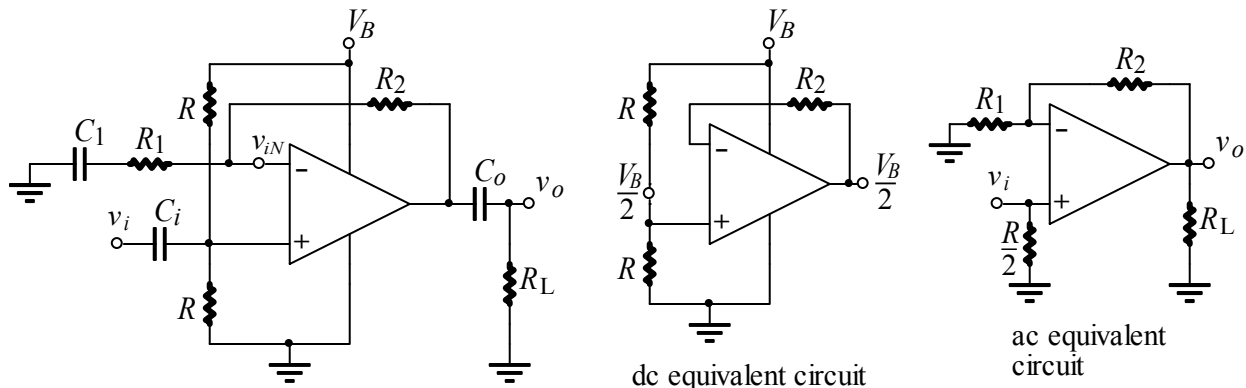 V_B
R
R_2
C_1
R_1
v_iN
−
C_o
v_o
v_i
C_i
+
R
R_L
V_B
R
R_2
V_B/2
−
+
V_B/2
R
dc equivalent circuit
R_2
R_1
−
v_o
v_i
+
R/2
R_L
ac equivalent
circuit